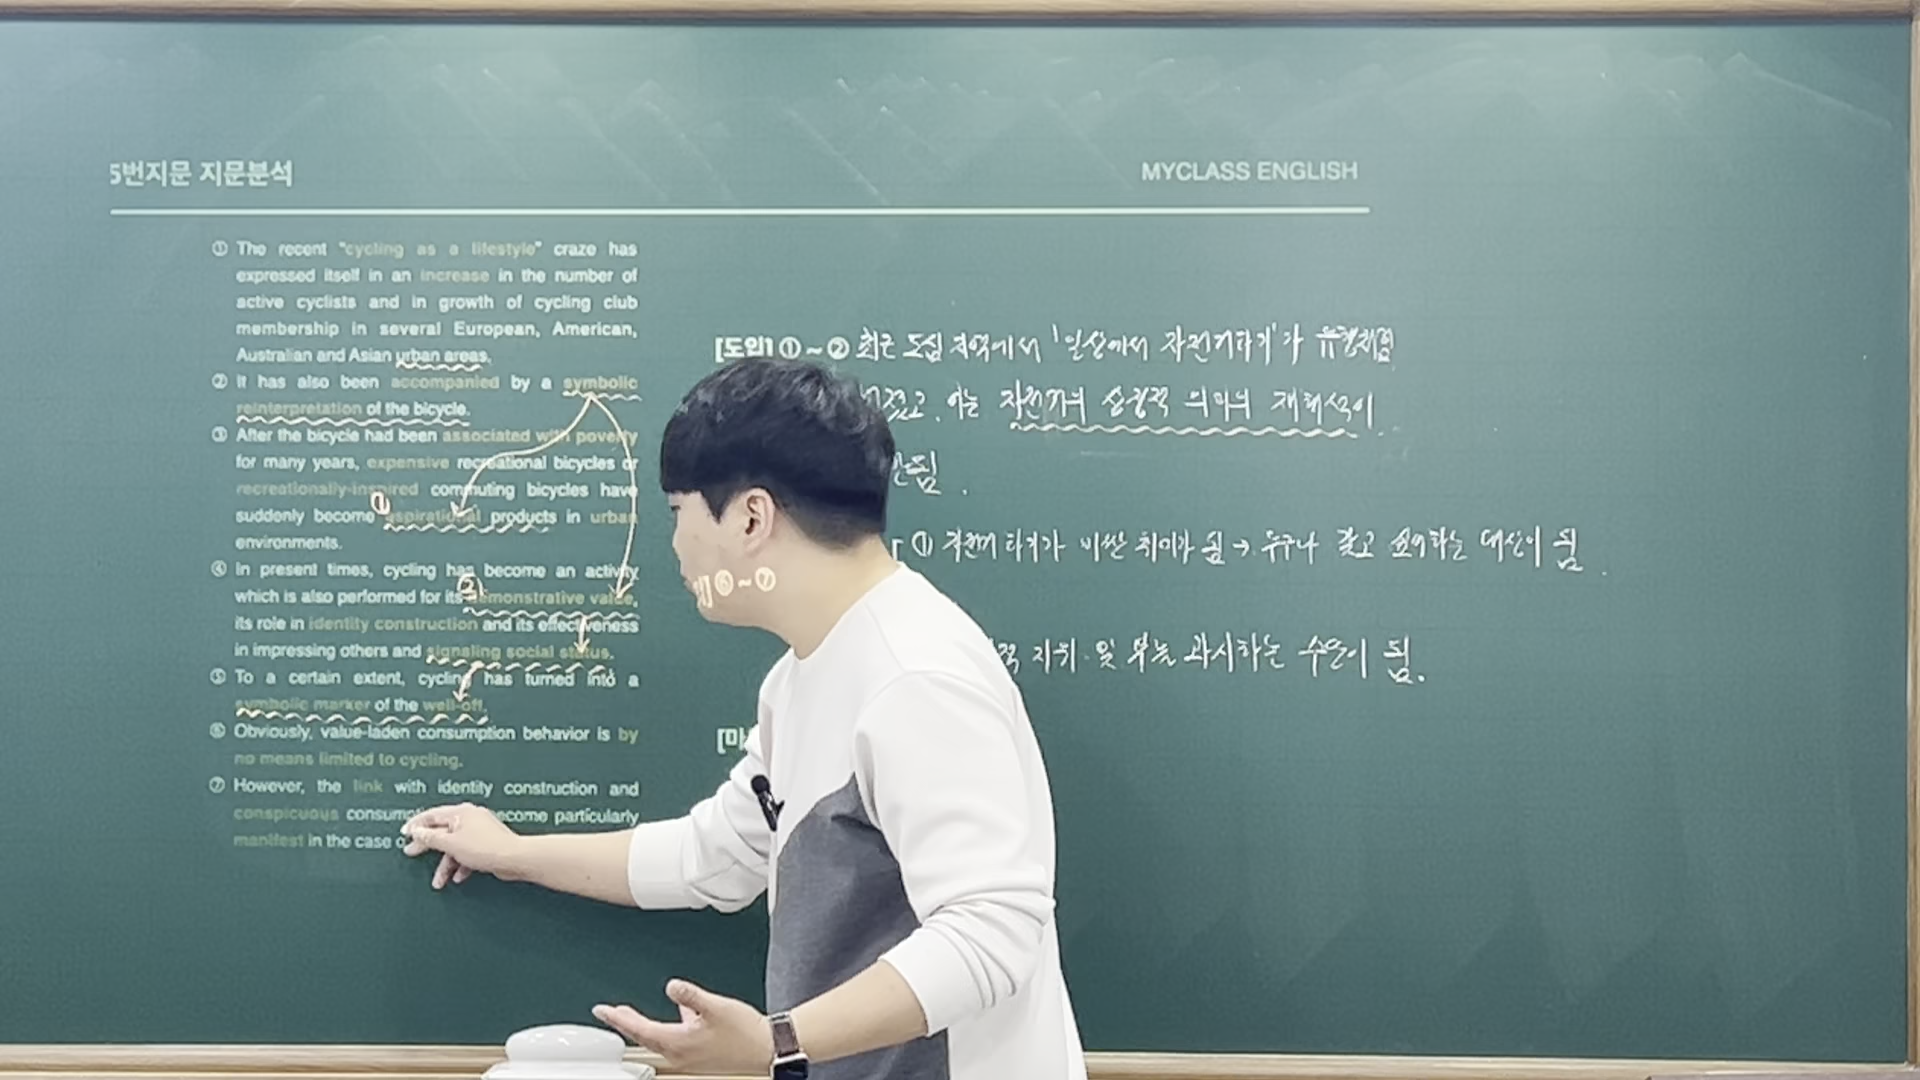 5번지문 지문분석
MYCLASS ENGLISH
① The recent "cycling as a lifestyle" craze has
expressed itself in an increase in the number of
active cyclists and in growth of cycling club
membership in several European, American,
Australian and Asian urban areas.
② It has also been accompanied by a symbolic
reinterpretation of the bicycle.
③ After the bicycle had been associated with poverty
for many years, expensive recreational bicycles or
recreationally-inspired commuting bicycles have
suddenly become aspirational products in urban
environments.
④ In present times, cycling has become an activity
which is also performed for its demonstrative value,
its role in identity construction and its effectiveness
in impressing others and signaling social status.
⑤ To a certain extent, cycling has turned into a
symbolic marker of the well-off.
⑥ Obviously, value-laden consumption behavior is by
no means limited to cycling.
⑦ However, the link with identity construction and
conspicuous become particularly
manifest in the case
①
②
[도입] ①~② 최근 도심 지역에서 '일상에서 자전거타기'가 유행처럼
이는 자전거의 상징적 의미의 재해석이
됨.
① 자전거 타기가 비싼 취미가 됨 → 누구나 갖고 싶어하는 대상이 됨.
⑥~⑦
지위 및 부를 과시하는 수단이 됨.